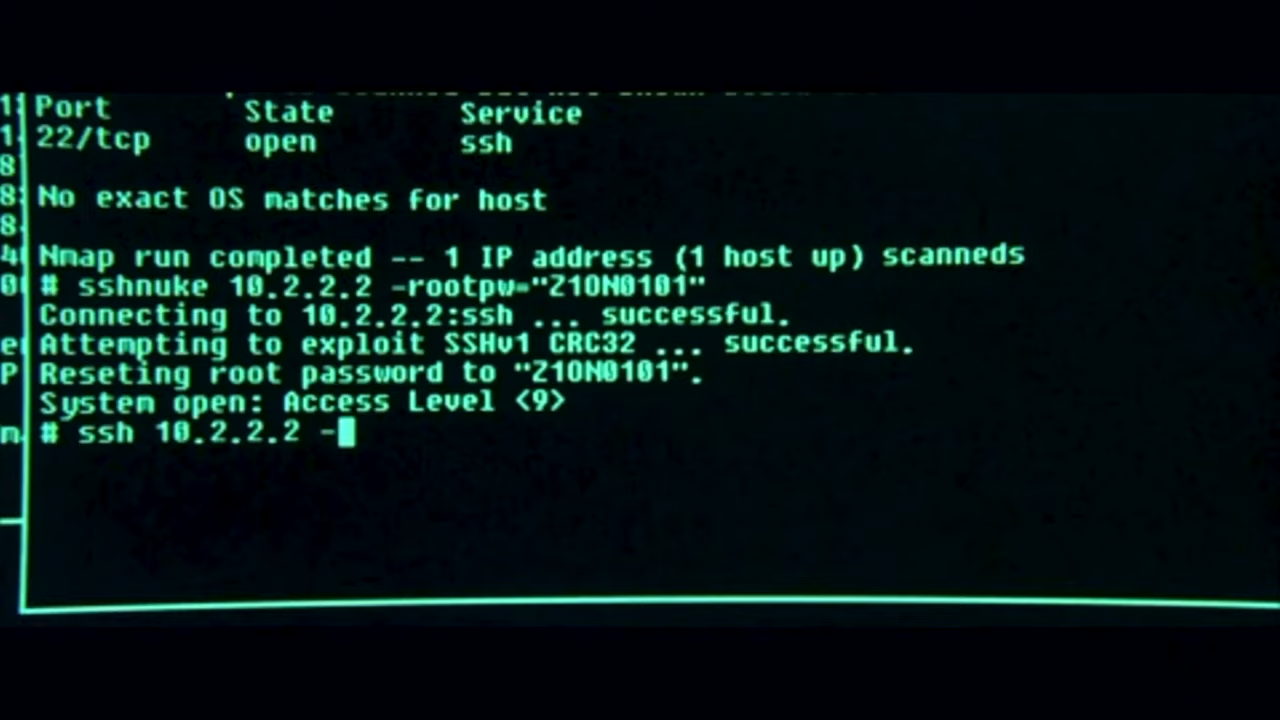 Port State Service
22/tcp open ssh
No exact OS matches for host
Nmap run completed -- 1 IP address (1 host up) scanneds
# sshnuke 10.2.2.2 -rootpw="Z1ON0101"
Connecting to 10.2.2.2:ssh ... successful.
Attempting to exploit SSHv1 CRC32 ... successful.
Reseting root password to "Z1ON0101".
System open: Access Level <9>
# ssh 10.2.2.2 -